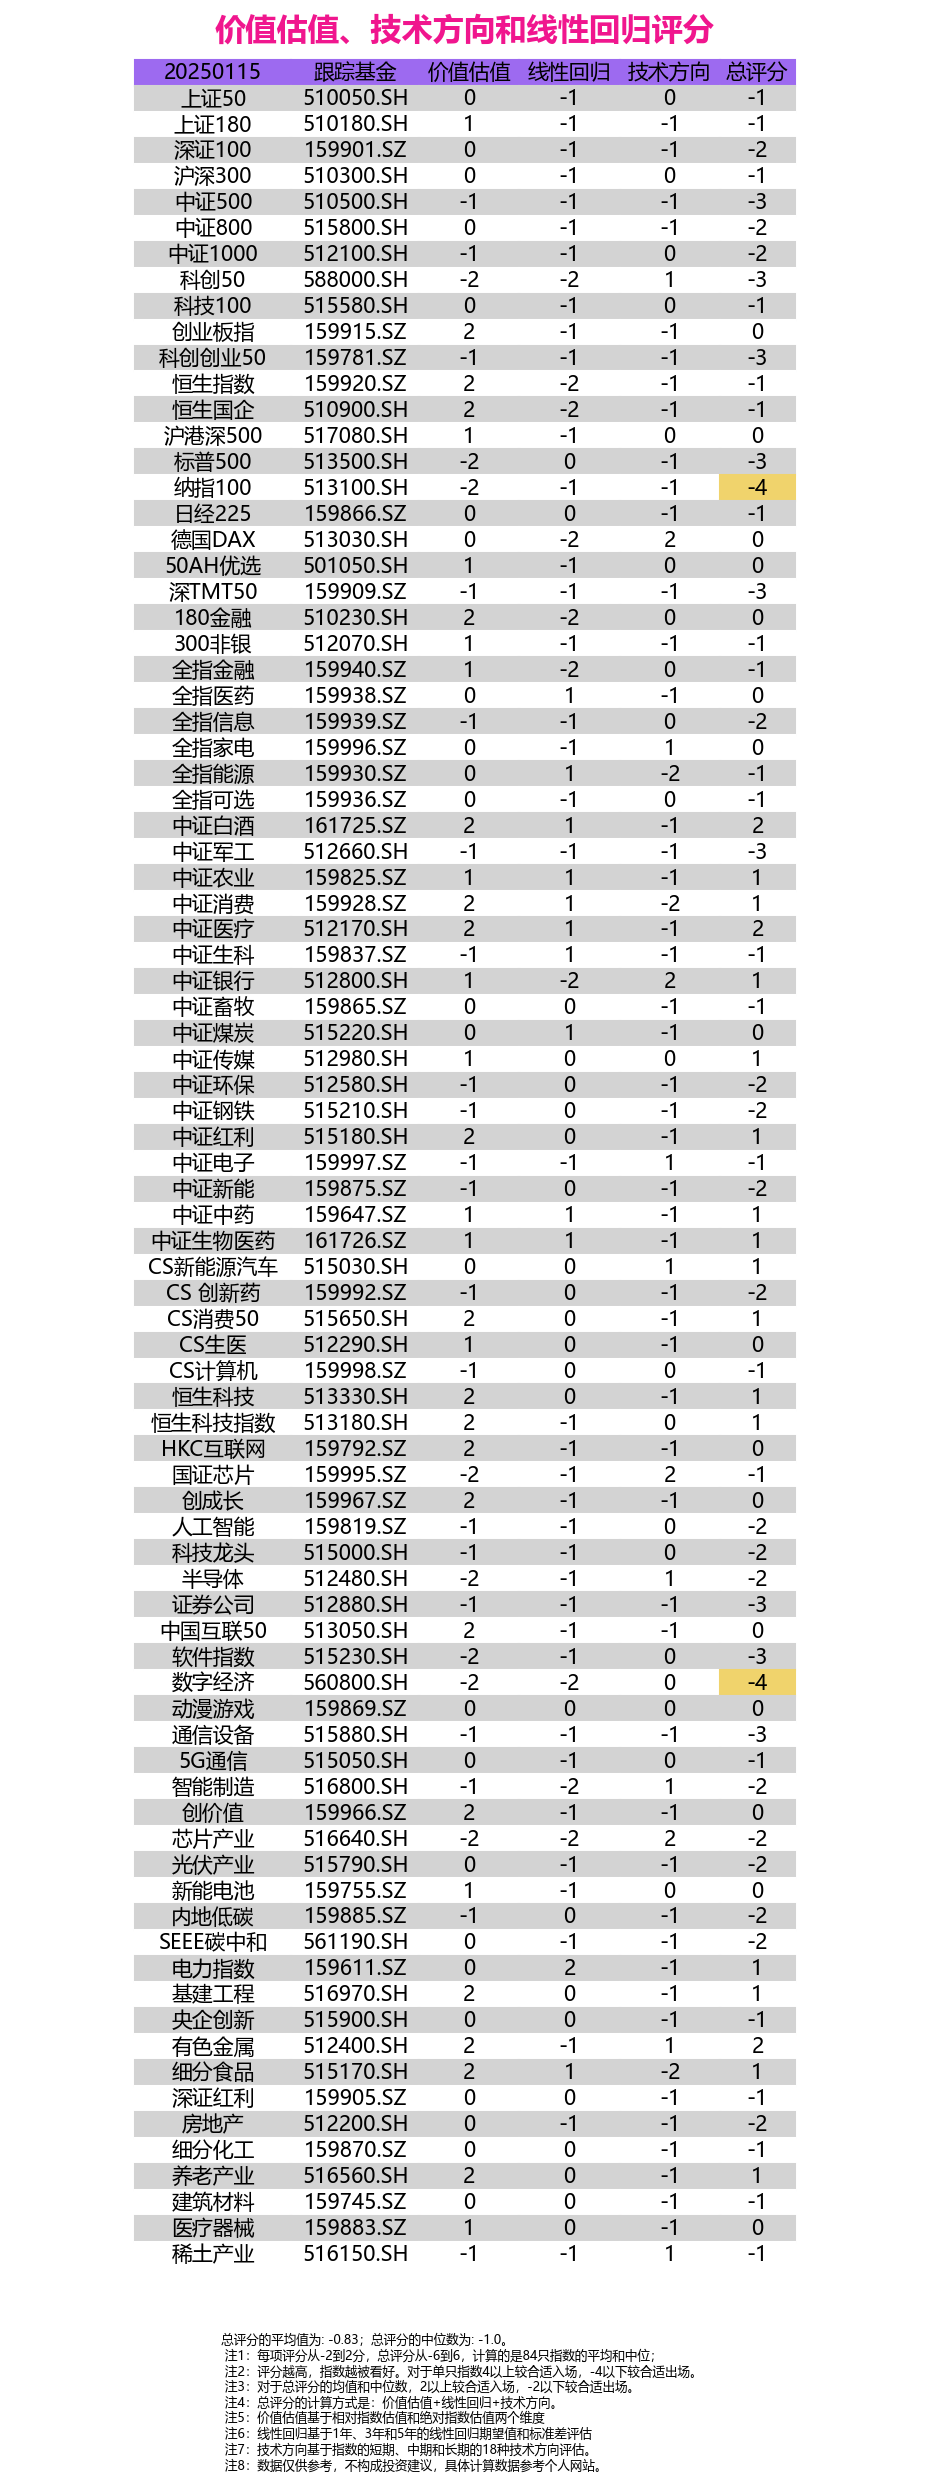 价值估值、技术方向和线性回归评分
20250115 跟踪基金 价值估值 线性回归 技术方向 总评分
上证50 510050.SH 0 -1 0 -1
上证180 510180.SH 1 -1 -1 -1
深证100 159901.SZ 0 -1 -1 -2
沪深300 510300.SH 0 -1 0 -1
中证500 510500.SH -1 -1 -1 -3
中证800 515800.SH 0 -1 -1 -2
中证1000 512100.SH -1 -1 0 -2
科创50 588000.SH -2 -2 1 -3
科技100 515580.SH 0 -1 0 -1
创业板指 159915.SZ 2 -1 -1 0
科创创业50 159781.SZ -1 -1 -1 -3
恒生指数 159920.SZ 2 -2 -1 -1
恒生国企 510900.SH 2 -2 -1 -1
沪港深500 517080.SH 1 -1 0 0
标普500 513500.SH -2 0 -1 -3
纳指100 513100.SH -2 -1 -1 -4
日经225 159866.SZ 0 0 -1 -1
德国DAX 513030.SH 0 -2 2 0
50AH优选 501050.SH 1 -1 0 0
深TMT50 159909.SZ -1 -1 -1 -3
180金融 510230.SH 2 -2 0 0
300非银 512070.SH 1 -1 -1 -1
全指金融 159940.SZ 1 -2 0 -1
全指医药 159938.SZ 0 1 -1 0
全指信息 159939.SZ -1 -1 0 -2
全指家电 159996.SZ 0 -1 1 0
全指能源 159930.SZ 0 1 -2 -1
全指可选 159936.SZ 0 -1 0 -1
中证白酒 161725.SZ 2 1 -1 2
中证军工 512660.SH -1 -1 -1 -3
中证农业 159825.SZ 1 1 -1 1
中证消费 159928.SZ 2 1 -2 1
中证医疗 512170.SH 2 1 -1 2
中证生科 159837.SZ -1 1 -1 -1
中证银行 512800.SH 1 -2 2 1
中证畜牧 159865.SZ 0 0 -1 -1
中证煤炭 515220.SH 0 1 -1 0
中证传媒 512980.SH 1 0 0 1
中证环保 512580.SH -1 0 -1 -2
中证钢铁 515210.SH -1 0 -1 -2
中证红利 515180.SH 2 0 -1 1
中证电子 159997.SZ -1 -1 1 -1
中证新能 159875.SZ -1 0 -1 -2
中证中药 159647.SZ 1 1 -1 1
中证生物医药 161726.SZ 1 1 -1 1
CS新能源汽车 515030.SH 0 0 1 1
CS 创新药 159992.SZ -1 0 -1 -2
CS消费50 515650.SH 2 0 -1 1
CS生医 512290.SH 1 0 -1 0
CS计算机 159998.SZ -1 0 0 -1
恒生科技 513330.SH 2 0 -1 1
恒生科技指数 513180.SH 2 -1 0 1
HKC互联网 159792.SZ 2 -1 -1 0
国证芯片 159995.SZ -2 -1 2 -1
创成长 159967.SZ 2 -1 -1 0
人工智能 159819.SZ -1 -1 0 -2
科技龙头 515000.SH -1 -1 0 -2
半导体 512480.SH -2 -1 1 -2
证券公司 512880.SH -1 -1 -1 -3
中国互联50 513050.SH 2 -1 -1 0
软件指数 515230.SH -2 -1 0 -3
数字经济 560800.SH -2 -2 0 -4
动漫游戏 159869.SZ 0 0 0 0
通信设备 515880.SH -1 -1 -1 -3
5G通信 515050.SH 0 -1 0 -1
智能制造 516800.SH -1 -2 1 -2
创价值 159966.SZ 2 -1 -1 0
芯片产业 516640.SH -2 -2 2 -2
光伏产业 515790.SH 0 -1 -1 -2
新能电池 159755.SZ 1 -1 0 0
内地低碳 159885.SZ -1 0 -1 -2
SEEE碳中和 561190.SH 0 -1 -1 -2
电力指数 159611.SZ 0 2 -1 1
基建工程 516970.SH 2 0 -1 1
央企创新 515900.SH 0 0 -1 -1
有色金属 512400.SH 2 -1 1 2
细分食品 515170.SH 2 1 -2 1
深证红利 159905.SZ 0 0 -1 -1
房地产 512200.SH 0 -1 -1 -2
细分化工 159870.SZ 0 0 -1 -1
养老产业 516560.SH 2 0 -1 1
建筑材料 159745.SZ 0 0 -1 -1
医疗器械 159883.SZ 1 0 -1 0
稀土产业 516150.SH -1 -1 1 -1
总评分的平均值为: -0.83；总评分的中位数为: -1.0。
注1：每项评分从-2到2分，总评分从-6到6，计算的是84只指数的平均和中位；
注2：评分越高，指数越被看好。对于单只指数4以上较合适入场，-4以下较合适出场。
注3：对于总评分的均值和中位数，2以上较合适入场，-2以下较合适出场。
注4：总评分的计算方式是：价值估值+线性回归+技术方向。
注5：价值估值基于相对指数估值和绝对指数估值两个维度
注6：线性回归基于1年、3年和5年的线性回归期望值和标准差评估
注7：技术方向基于指数的短期、中期和长期的18种技术方向评估。
注8：数据仅供参考，不构成投资建议，具体计算数据参考个人网站。